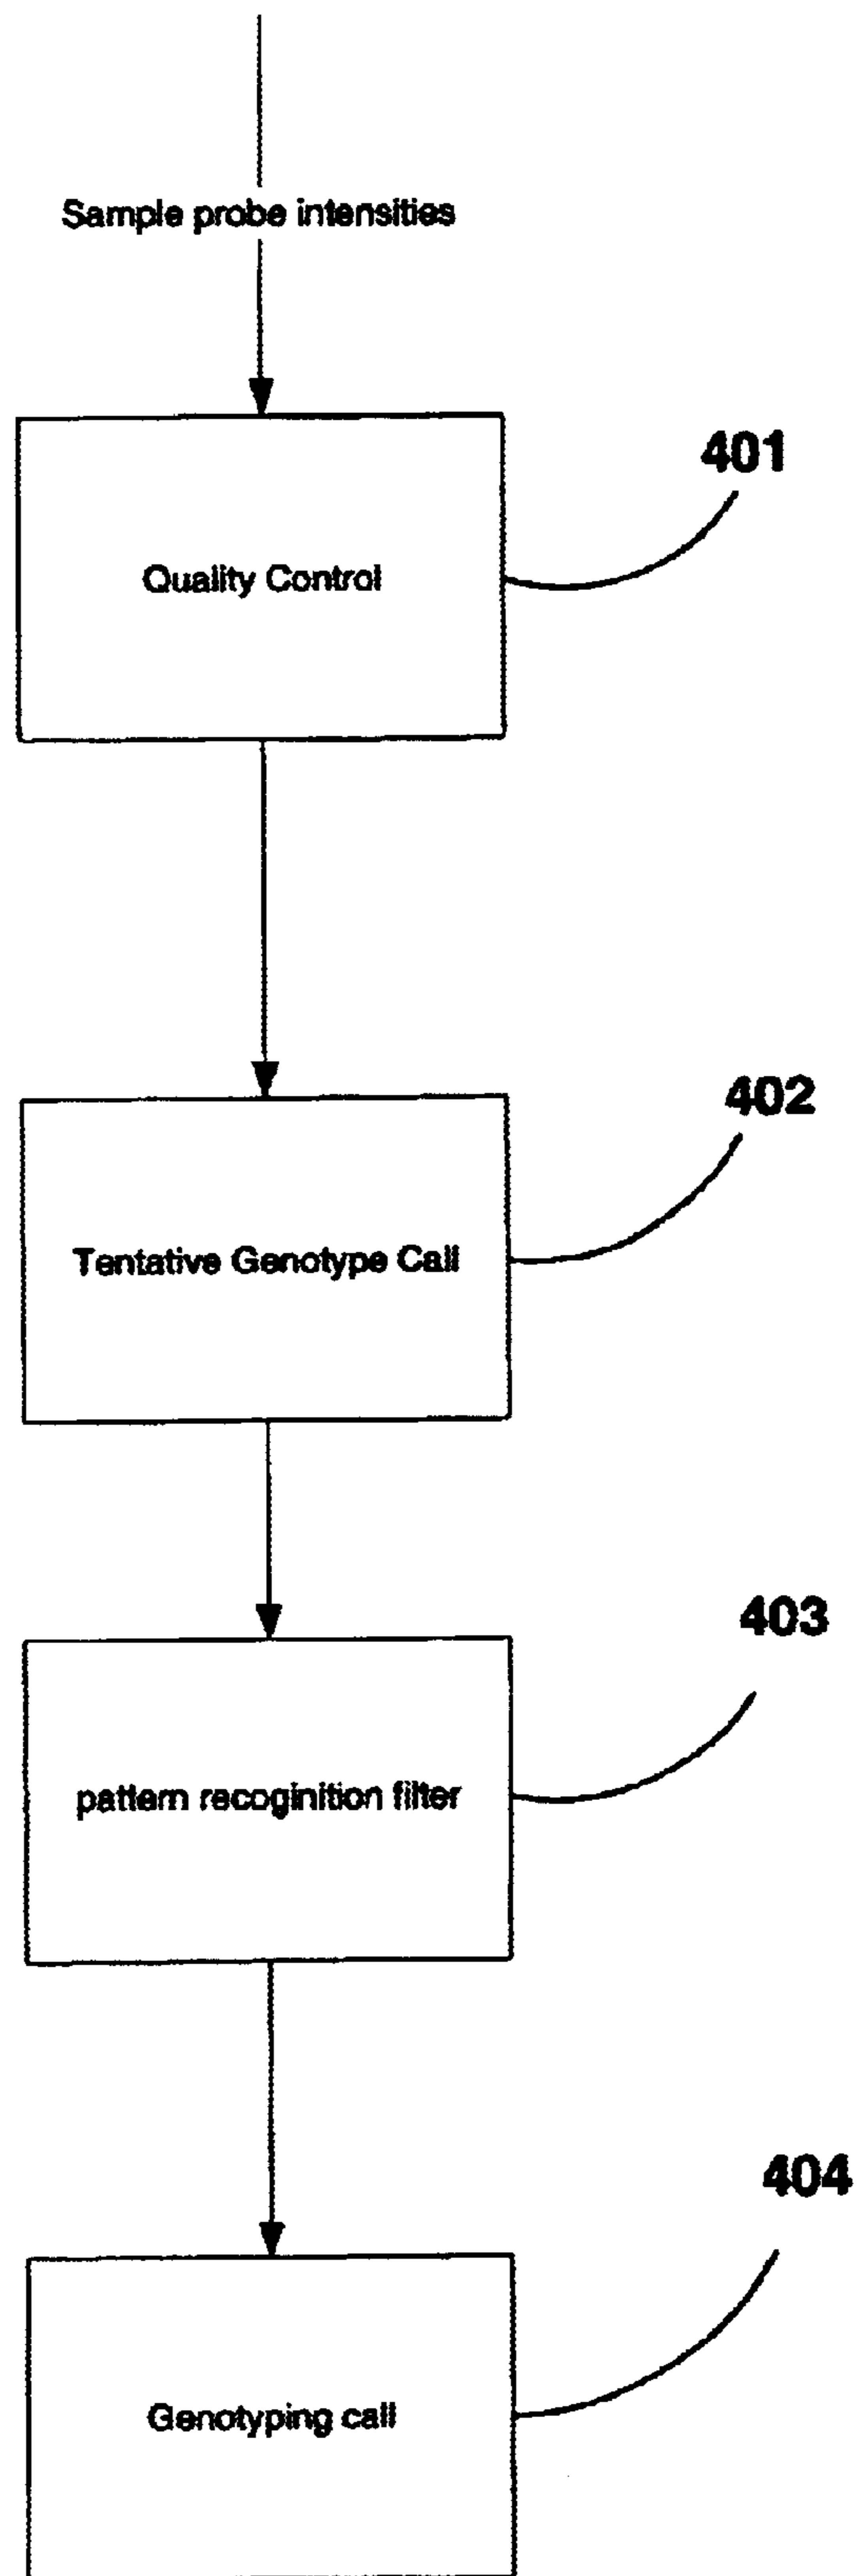 Sample probe intensities
401
Quality Control
402
Tentative Genotype Call
403
pattern recoginition filter
404
Genotyping call